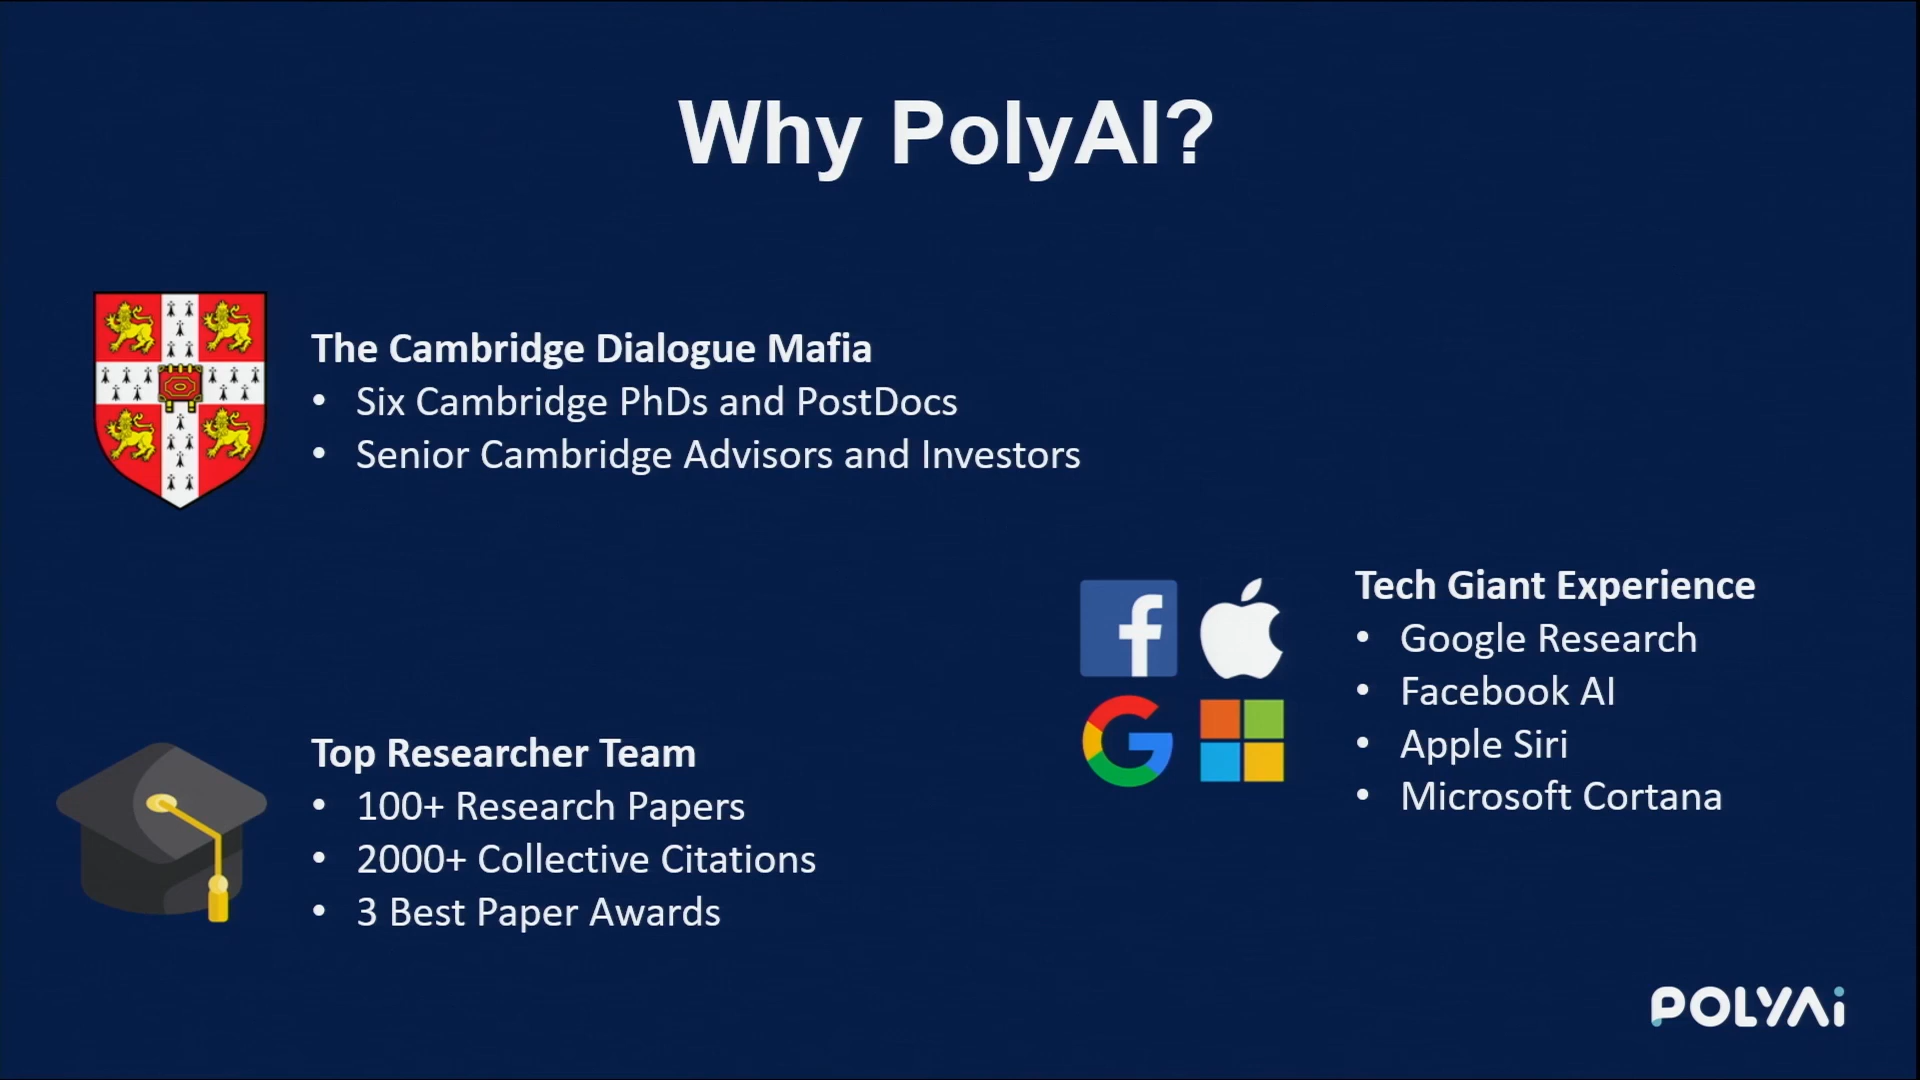 Why PolyAI?
The Cambridge Dialogue Mafia
• Six Cambridge PhDs and PostDocs
• Senior Cambridge Advisors and Investors
Tech Giant Experience
• Google Research
• Facebook AI
• Apple Siri
• Microsoft Cortana
Top Researcher Team
• 100+ Research Papers
• 2000+ Collective Citations
• 3 Best Paper Awards
POLYAi